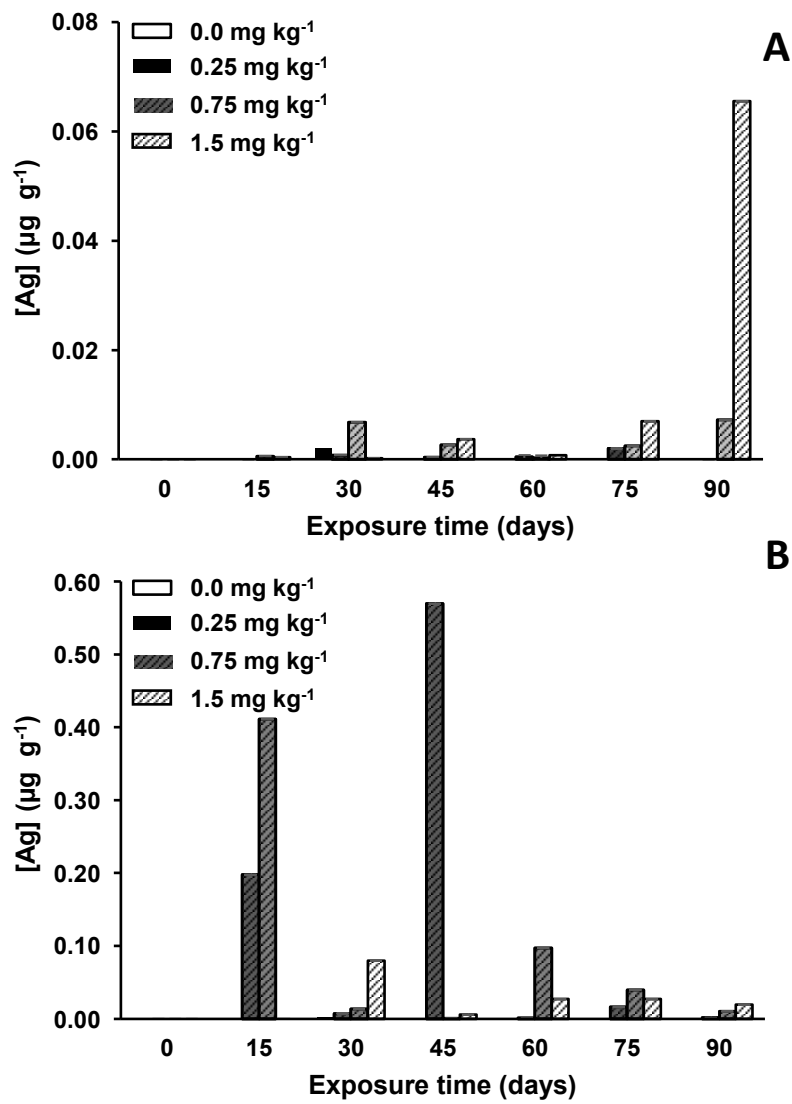 A
0.0 mg kg⁻¹
0.25 mg kg⁻¹
0.75 mg kg⁻¹
1.5 mg kg⁻¹
[Ag] (µg g⁻¹)
0.08
0.06
0.04
0.02
0.00
0 15 30 45 60 75 90
Exposure time (days)
B
0.0 mg kg⁻¹
0.25 mg kg⁻¹
0.75 mg kg⁻¹
1.5 mg kg⁻¹
[Ag] (µg g⁻¹)
0.60
0.50
0.40
0.30
0.20
0.10
0.00
0 15 30 45 60 75 90
Exposure time (days)